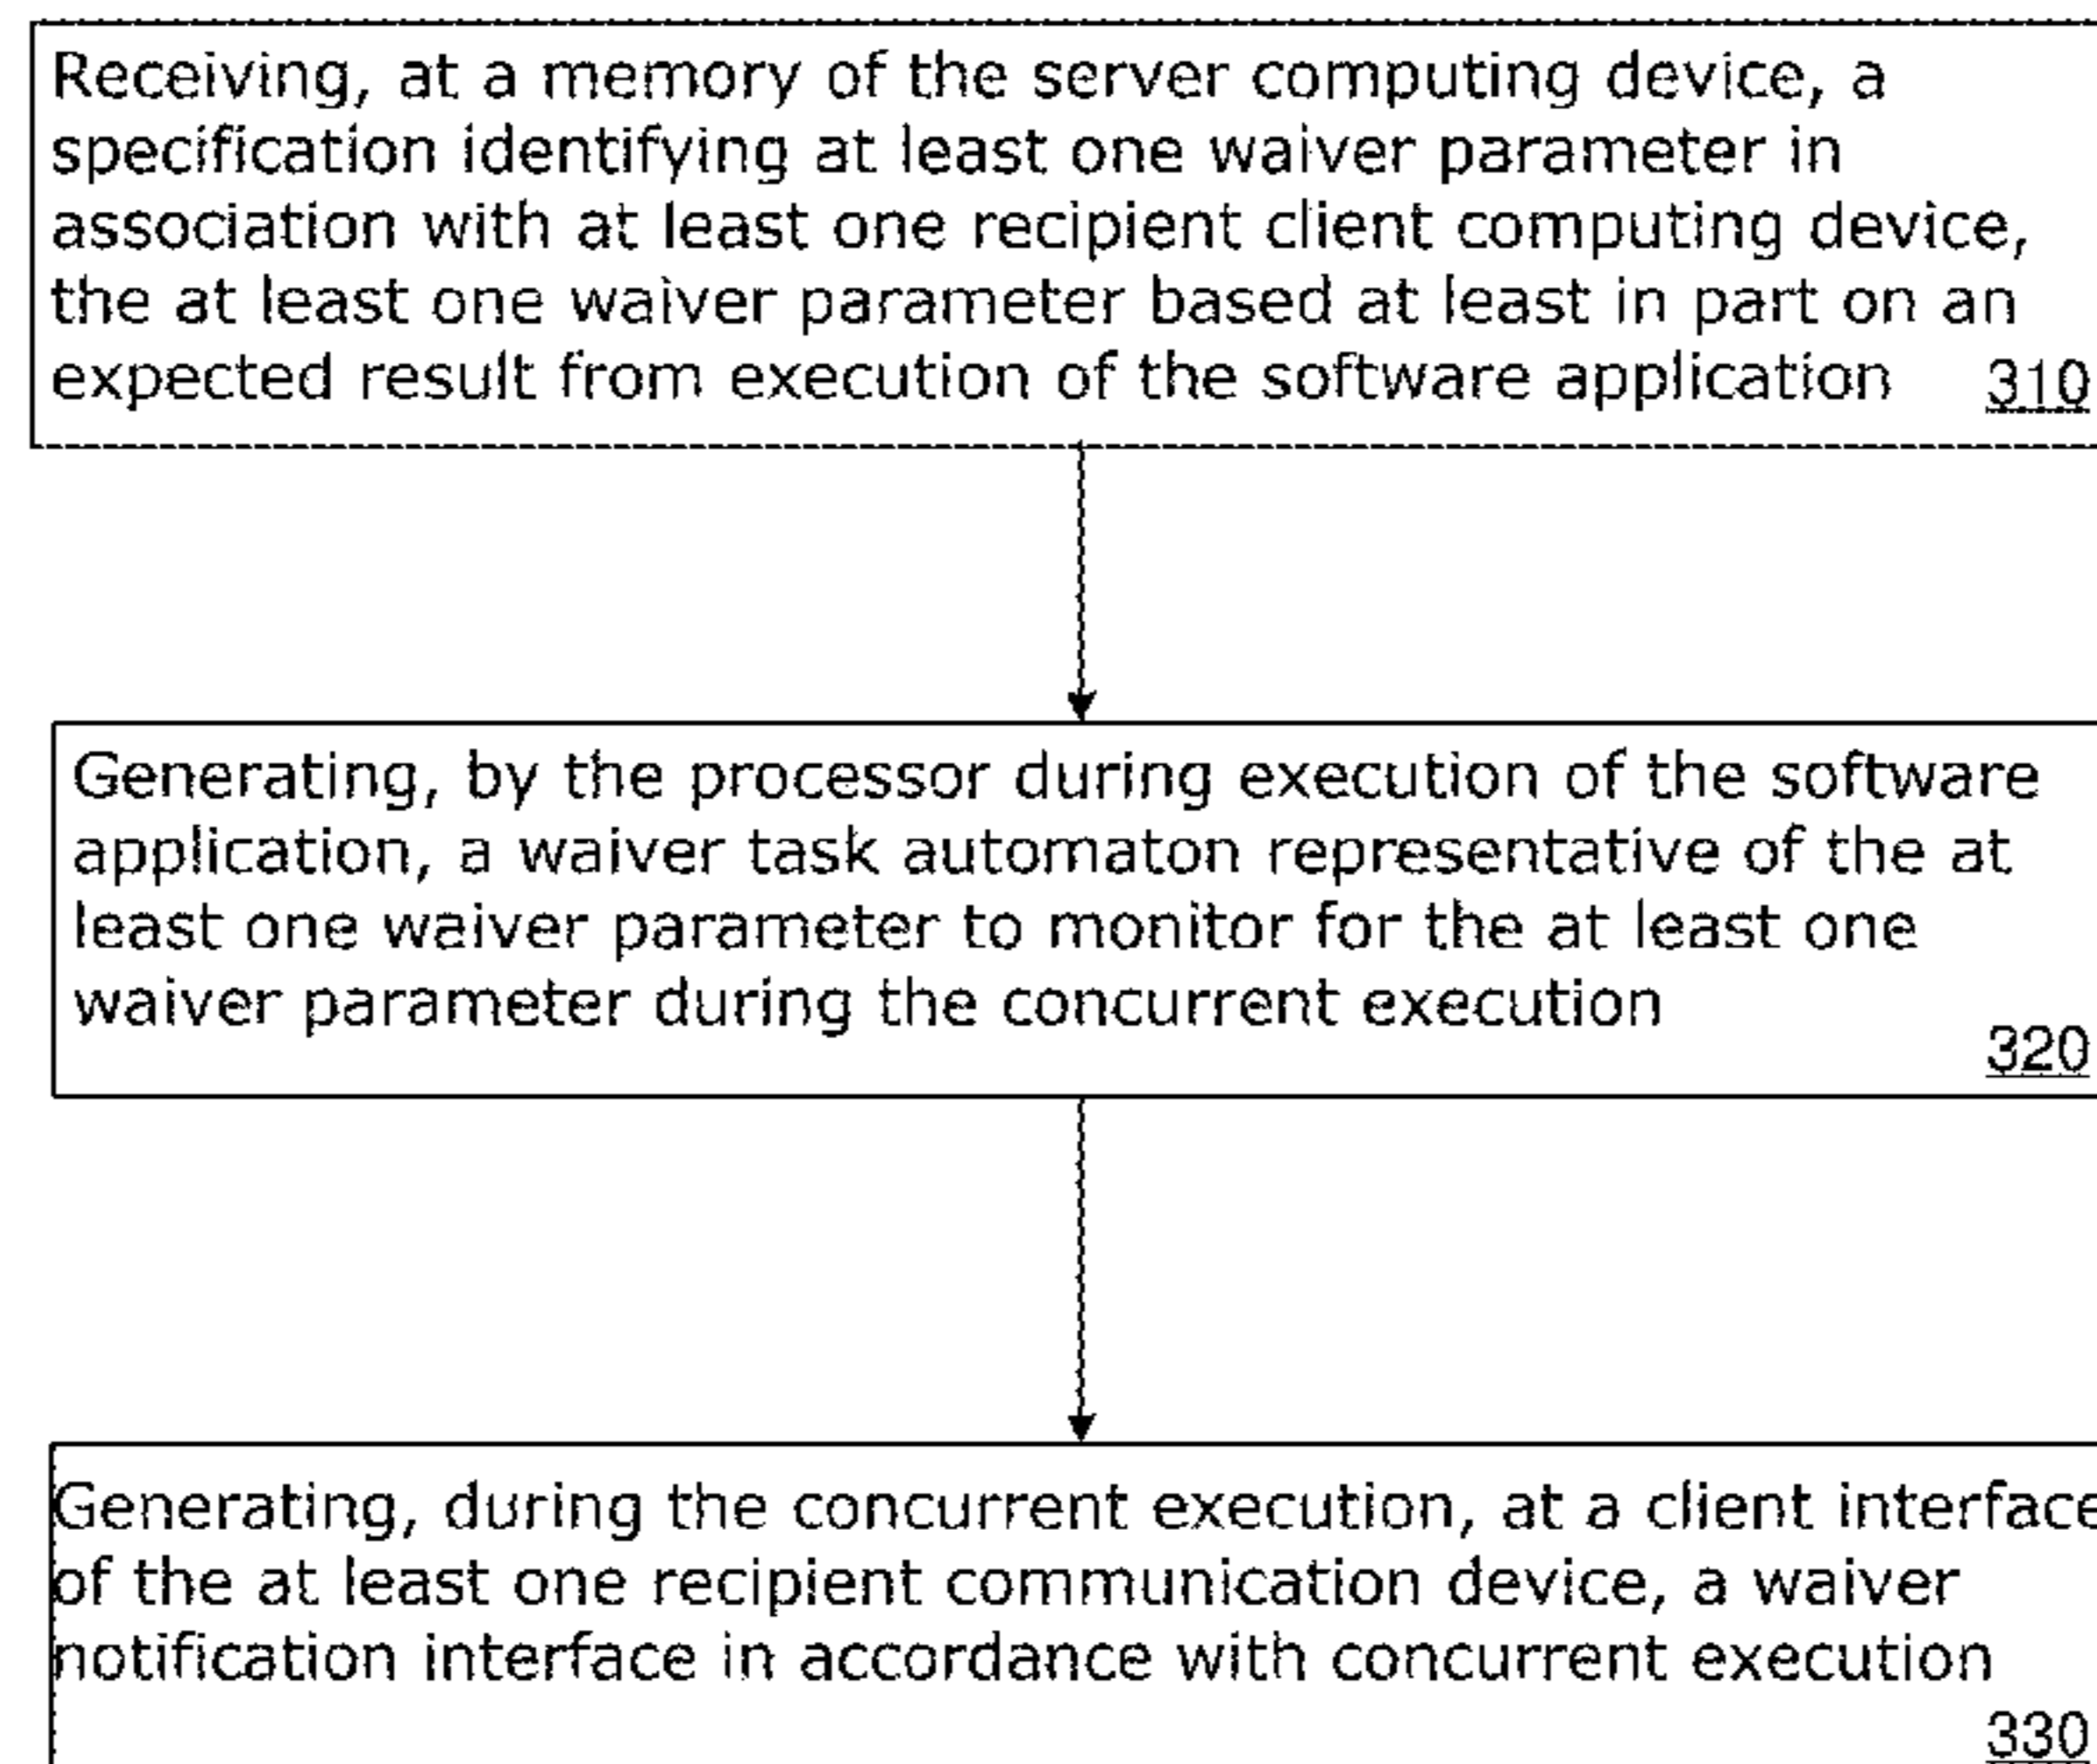 Receiving, at a memory of the server computing device, a
specification identifying at least one waiver parameter in
association with at least one recipient client computing device,
the at least one waiver parameter based at least in part on an
expected result from execution of the software application 310
Generating, by the processor during execution of the software
application, a waiver task automaton representative of the at
least one waiver parameter to monitor for the at least one
waiver parameter during the concurrent execution
320
Generating, during the concurrent execution, at a client interface
of the at least one recipient communication device, a waiver
notification interface in accordance with concurrent execution
330